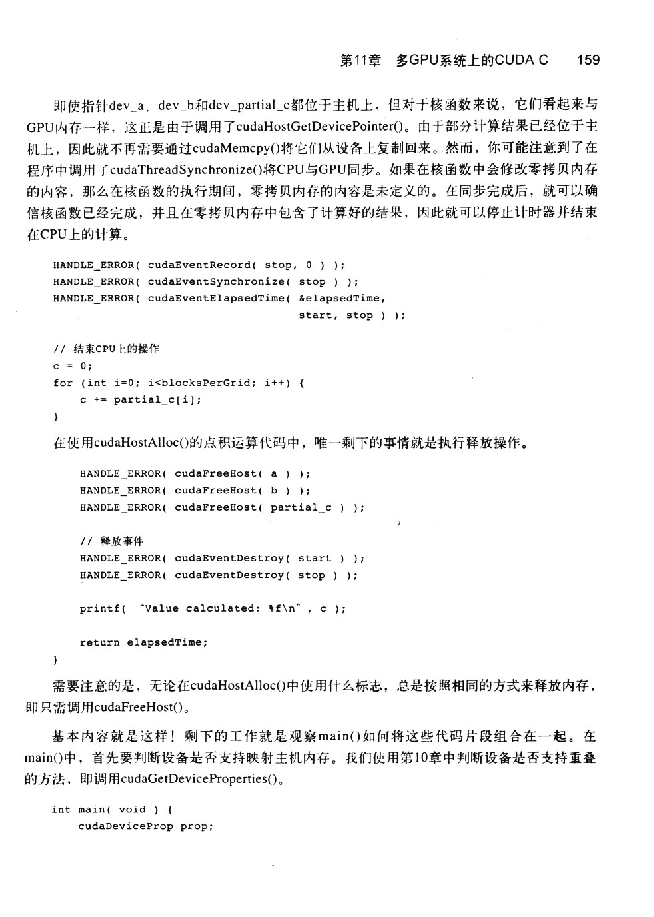 第11章 多GPU系统上的CUDA C 159
即使指针dev_a、dev_b和dev_partial_c都位于主机上，但对于核函数来说，它们看起来与
GPU内存一样，这正是由于调用了cudaHostGetDevicePointer()。由于部分计算结果已经位于主
机上，因此就不再需要通过cudaMemcpy()将它们从设备上复制回来。然而，你可能注意到了在
程序中调用了cudaThreadSynchronize()将CPU与GPU同步。如果在核函数中会修改零拷贝内存
的内容，那么在核函数的执行期间，零拷贝内存的内容是未定义的。在同步完成后，就可以确
信核函数已经完成，并且在零拷贝内存中包含了计算好的结果，因此就可以停止计时器并结束
在CPU上的计算。
HANDLE_ERROR( cudaEventRecord( stop, 0 ) );
HANDLE_ERROR( cudaEventSynchronize( stop ) );
HANDLE_ERROR( cudaEventElapsedTime( &elapsedTime,
start, stop ) );
// 结束CPU上的操作
c = 0;
for (int i=0; i<blocksPerGrid; i++) {
c += partial_c[i];
}
在使用cudaHostAlloc()的点积运算代码中，唯一剩下的事情就是执行释放操作。
HANDLE_ERROR( cudaFreeHost( a ) );
HANDLE_ERROR( cudaFreeHost( b ) );
HANDLE_ERROR( cudaFreeHost( partial_c ) );
// 释放事件
HANDLE_ERROR( cudaEventDestroy( start ) );
HANDLE_ERROR( cudaEventDestroy( stop ) );
printf( "Value calculated: %f\n" , c );
return elapsedTime;
}
需要注意的是，无论在cudaHostAlloc()中使用什么标志，总是按照相同的方式来释放内存，
即只需调用cudaFreeHost()。
基本内容就是这样！剩下的工作就是观察main()如何将这些代码片段组合在一起。在
main()中，首先要判断设备是否支持映射主机内存。我们使用第10章中判断设备是否支持重叠
的方法，即调用cudaGetDeviceProperties()。
int main( void ) {
cudaDeviceProp prop;